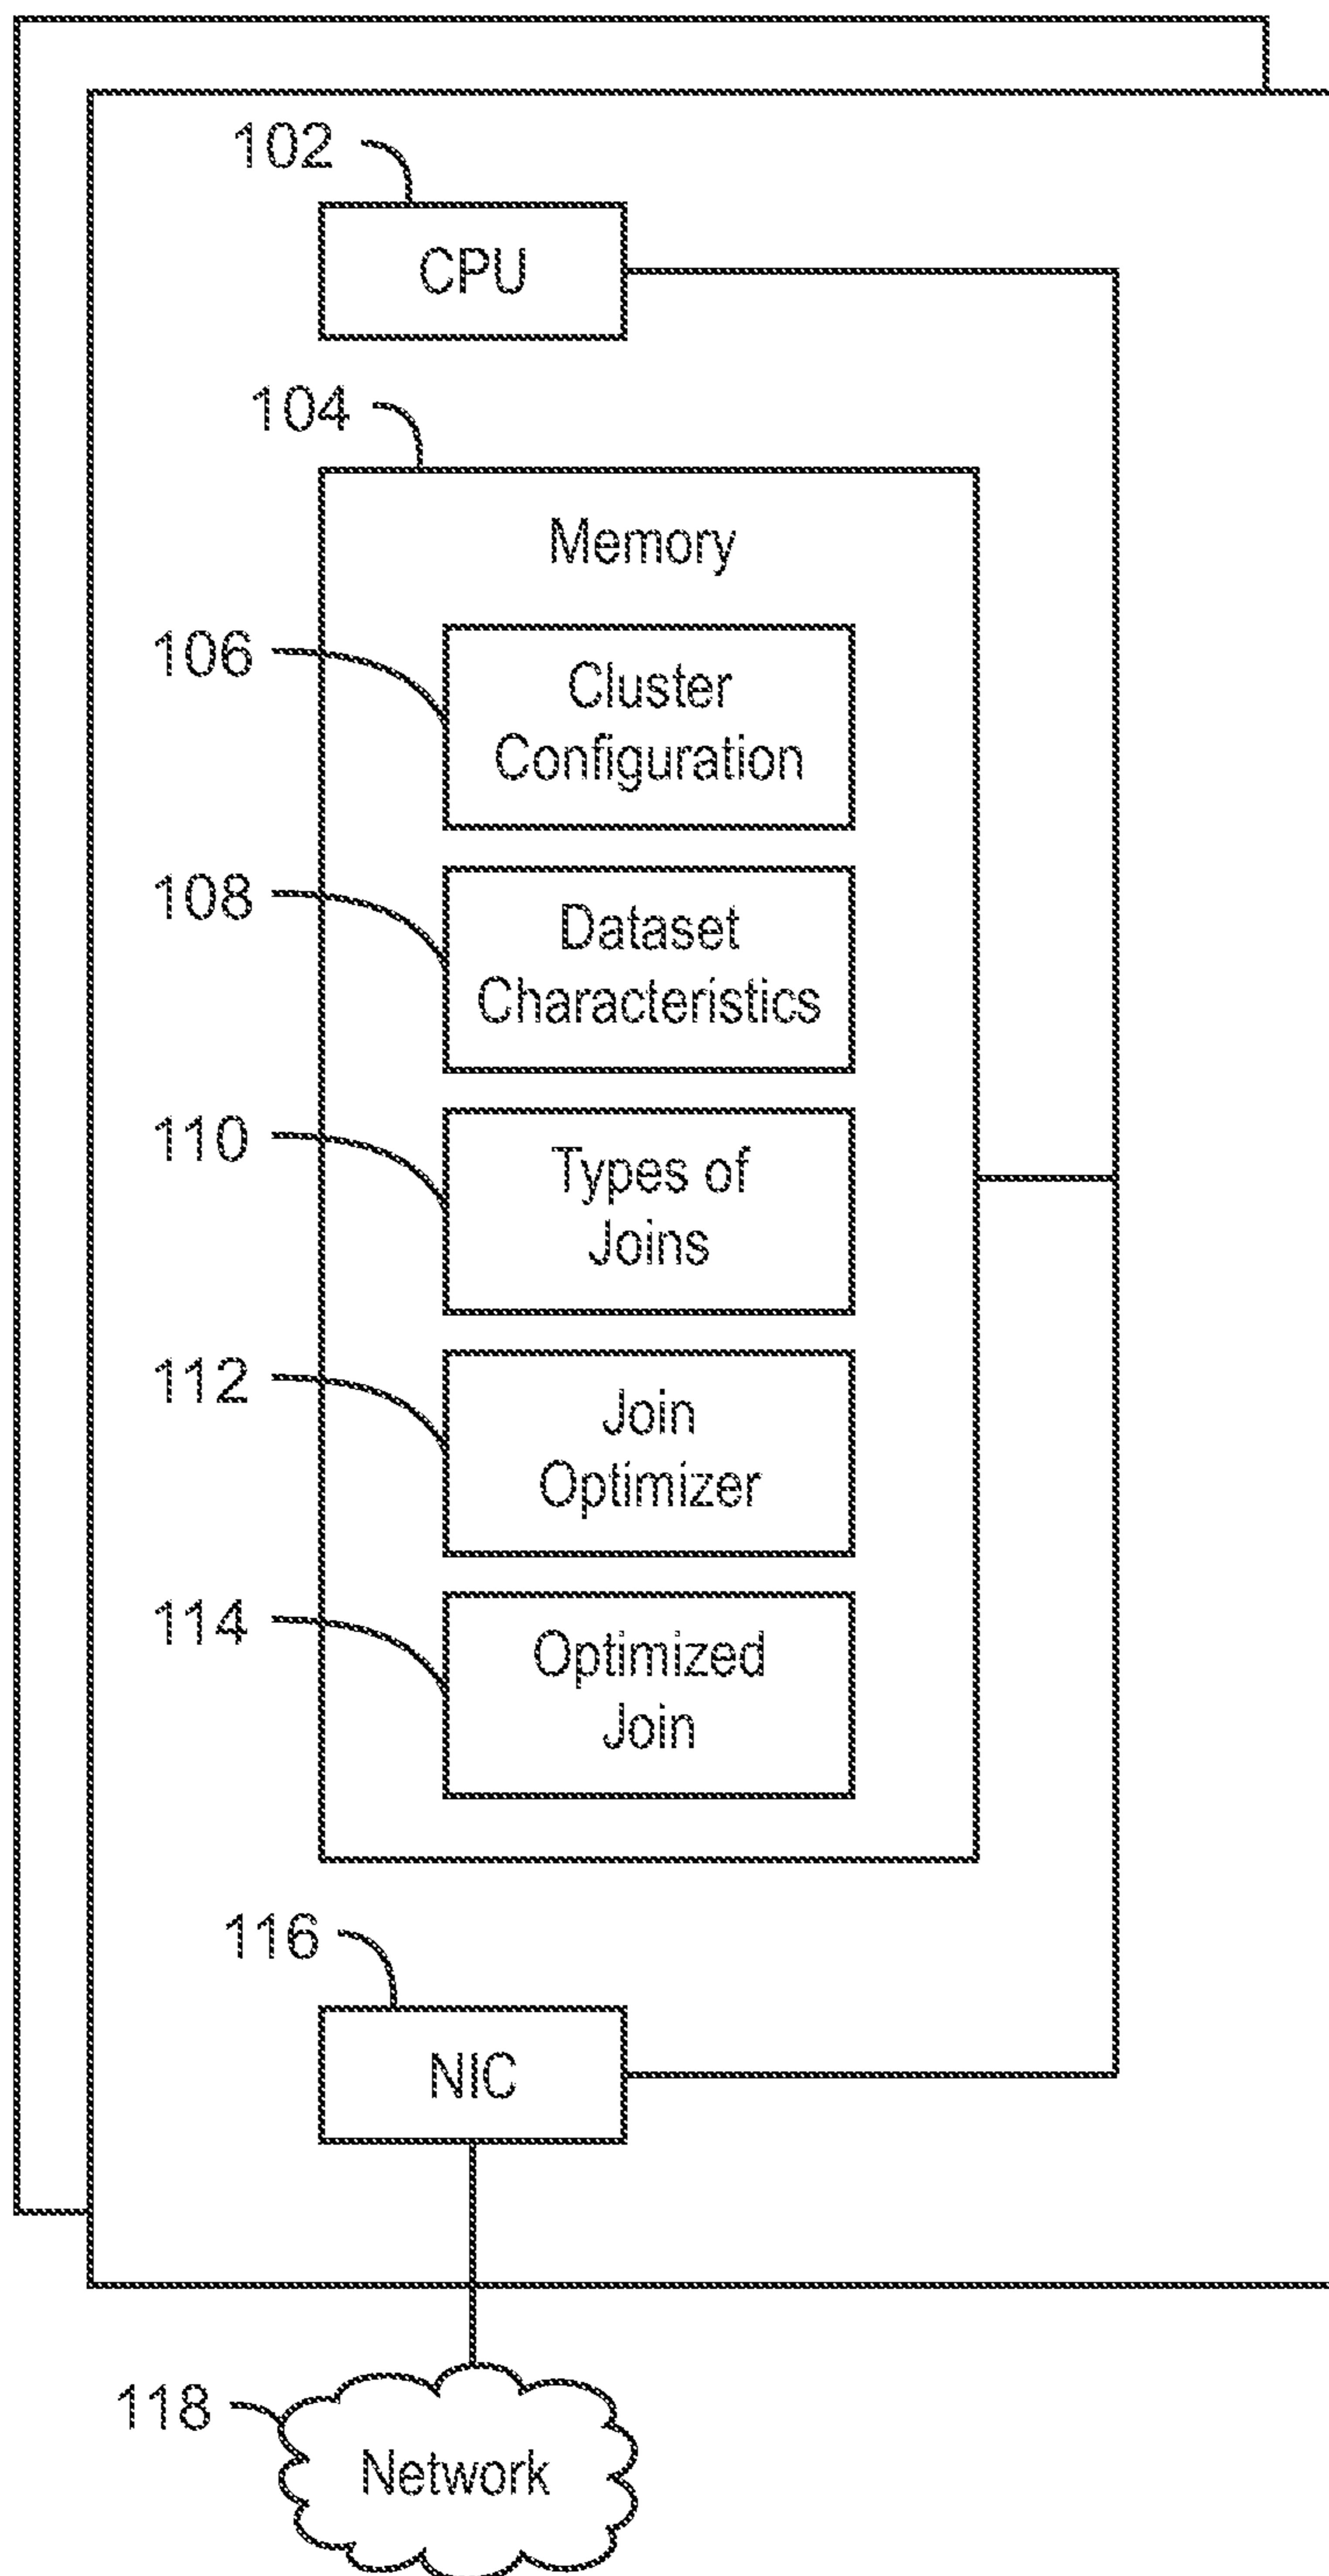 102
CPU
104
Memory
106
Cluster
Configuration
108
Dataset
Characteristics
110
Types of
Joins
112
Join
Optimizer
114
Optimized
Join
116
NIC
118
Network